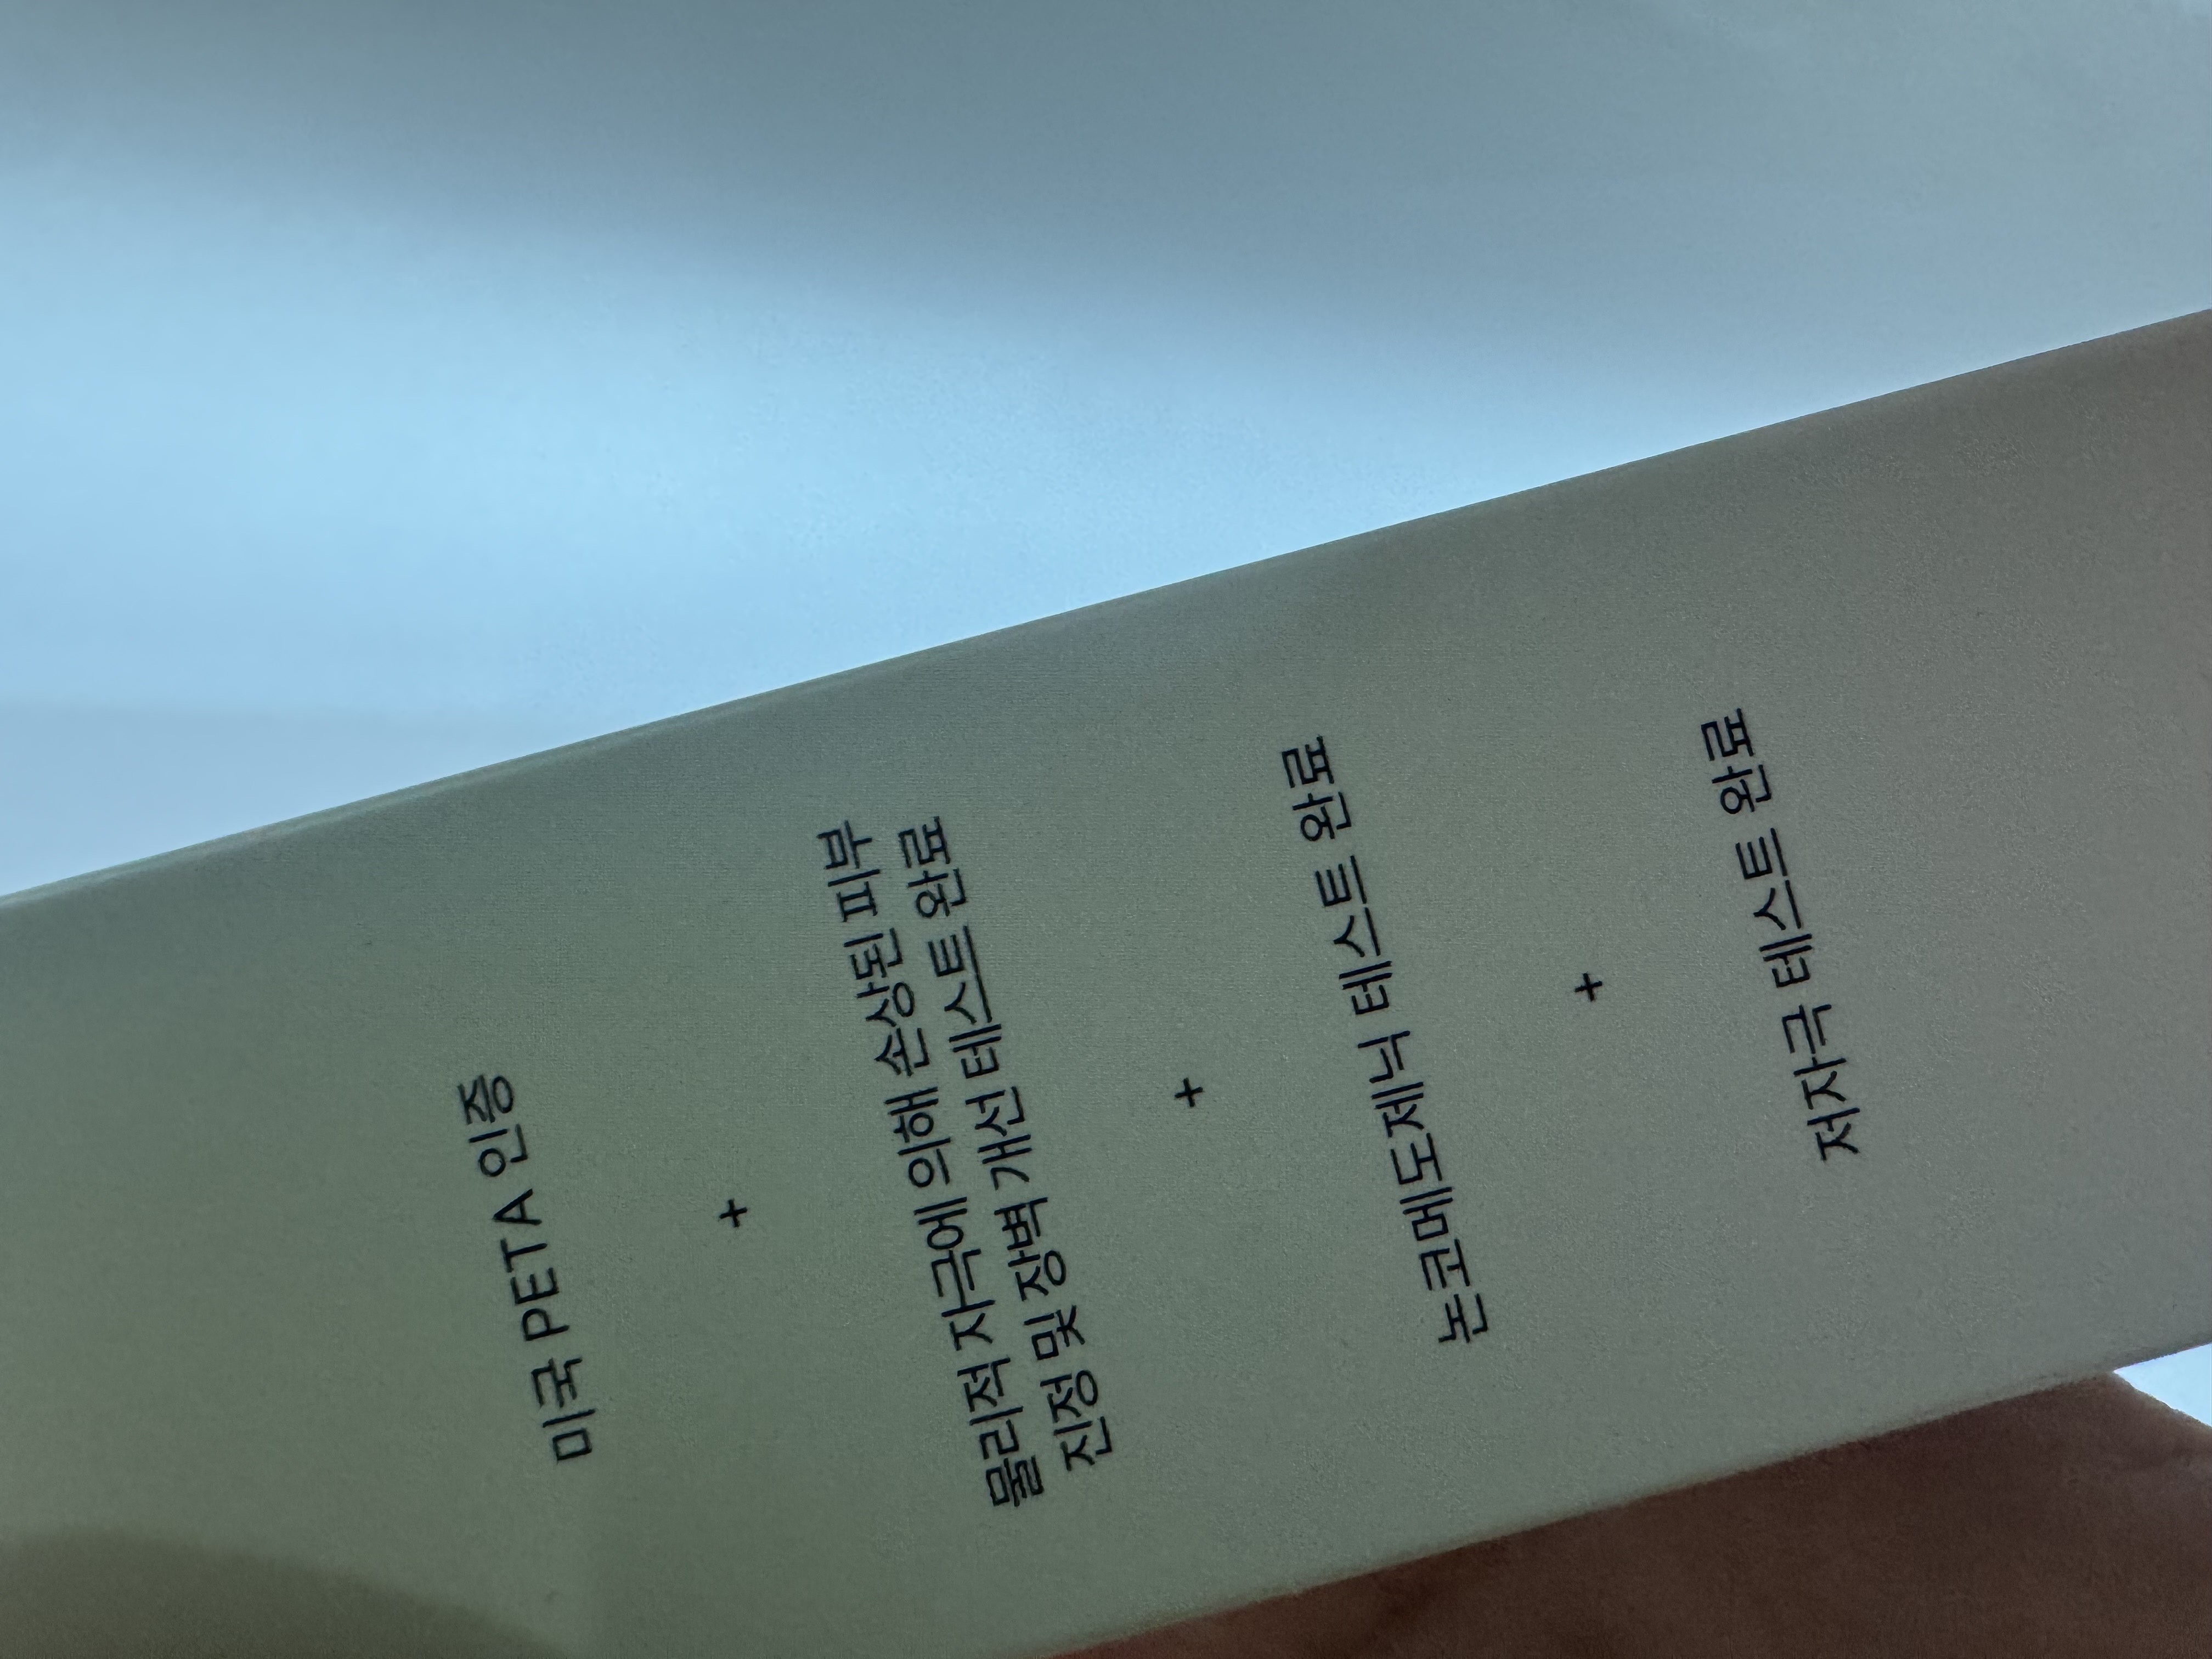 미국 PETA 인증
+
물리적 자극에 의해 손상된 피부
진정 및 장벽 개선 테스트 완료
+
논코메도제닉 테스트 완료
+
저자극 테스트 완료